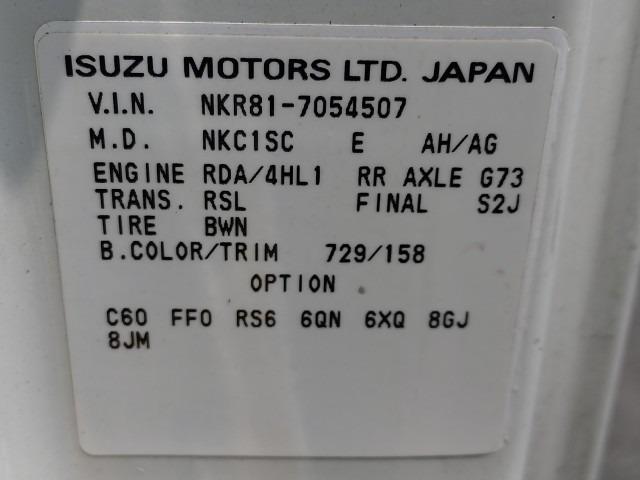 ISUZU MOTORS LTD. JAPAN
V.I.N. NKR81-7054507
M.D. NKC1SC E AH/AG
ENGINE RDA/4HL1 RR AXLE G73
TRANS. RSL FINAL S2J
TIRE BWN
B.COLOR/TRIM 729/158
OPTION
C60 FF0 RS6 6QN 6XQ 8GJ
8JM